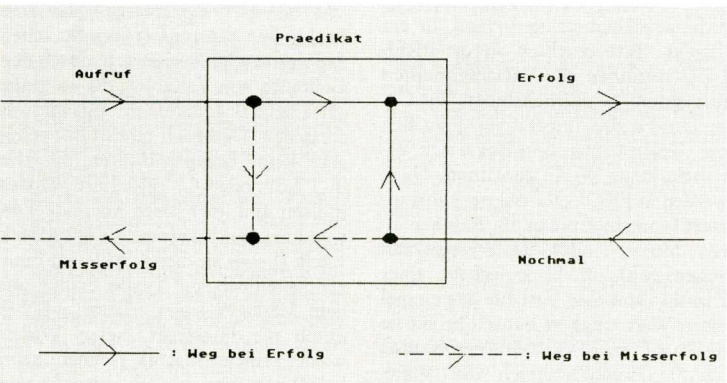 Praedikat
Aufruf
Erfolg
Misserfolg
Nochmal
: Weg bei Erfolg
: Weg bei Misserfolg